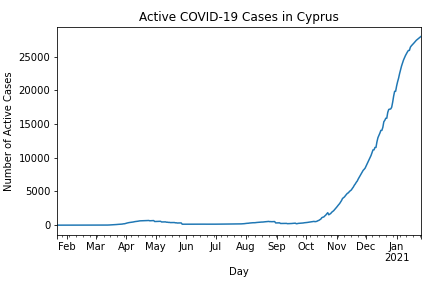 Active COVID-19 Cases in Cyprus
Number of Active Cases
25000
20000
15000
10000
5000
0
Feb Mar Apr May Jun Jul Aug Sep Oct Nov Dec Jan
2021
Day